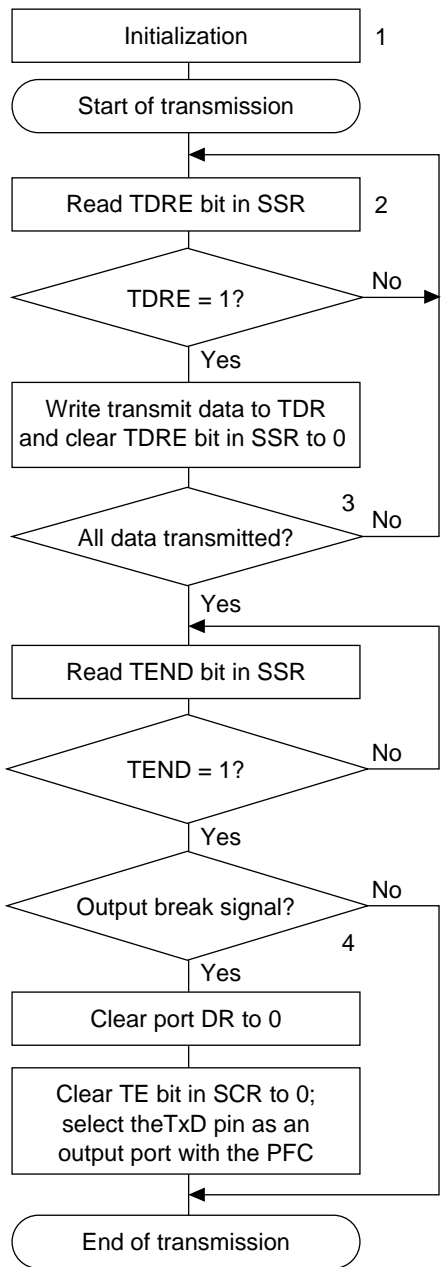 Initialization 1
Start of transmission
Read TDRE bit in SSR 2
TDRE = 1? No
Yes
Write transmit data to TDR
and clear TDRE bit in SSR to 0
3
All data transmitted? No
Yes
Read TEND bit in SSR
No
TEND = 1?
Yes
No
Output break signal?
4
Yes
Clear port DR to 0
Clear TE bit in SCR to 0;
select theTxD pin as an
output port with the PFC
End of transmission